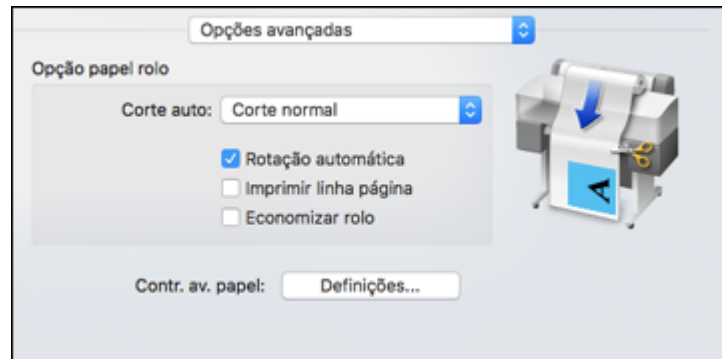 Opções avançadas
Opção papel rolo
Corte auto: Corte normal
Rotação automática
Imprimir linha página
Economizar rolo
A
Contr. av. papel: Definições...